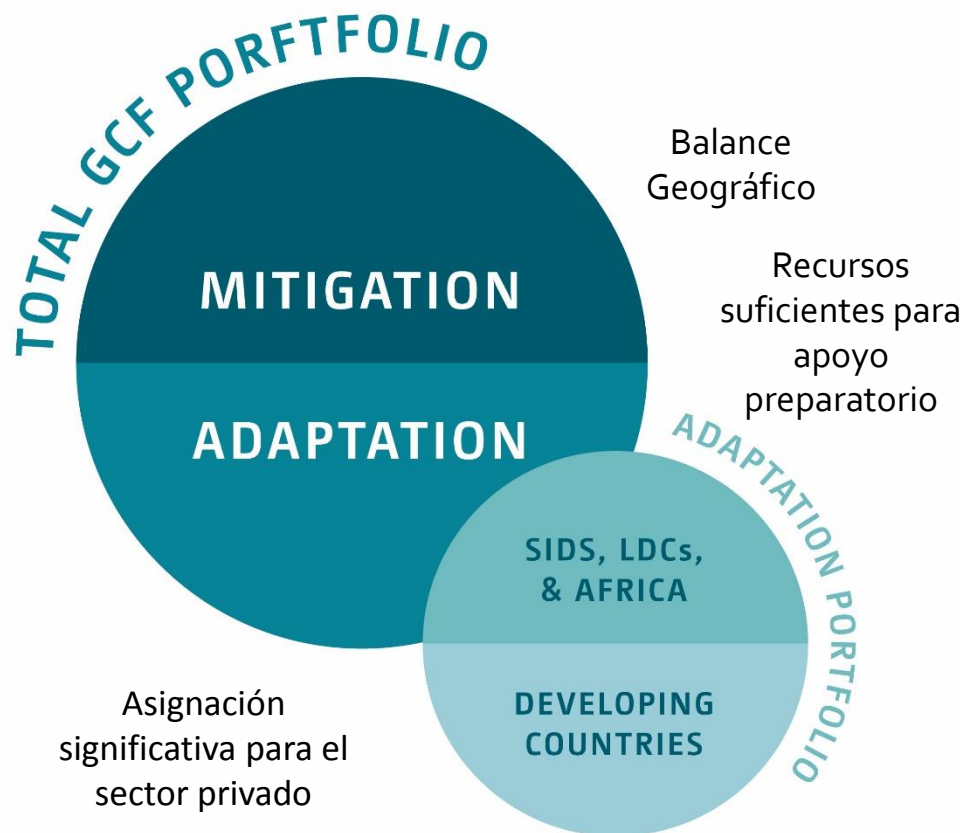 TOTAL GCF PORFTFOLIO
Balance
Geográfico
MITIGATION
Recursos
suficientes para
apoyo
preparatorio
ADAPTATION
ADAPTATION PORTFOLIO
SIDS, LDCs,
& AFRICA
DEVELOPING
COUNTRIES
Asignación
significativa para el
sector privado